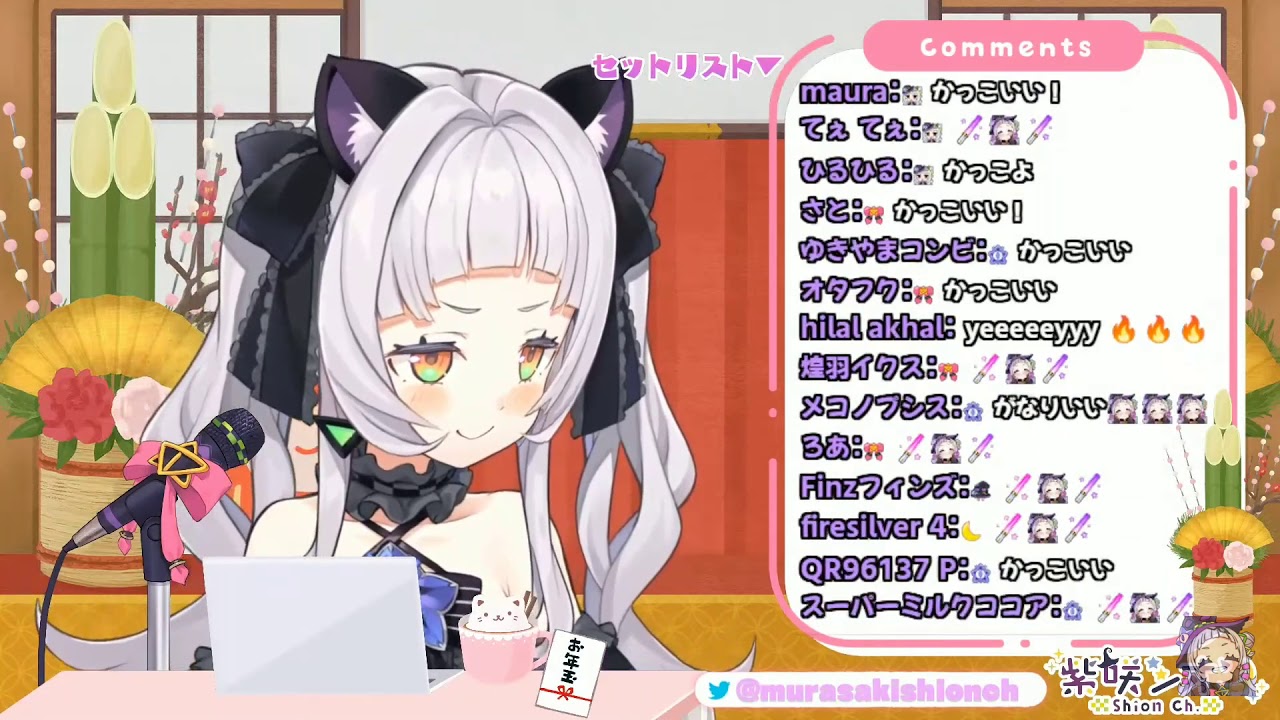 セットリスト▼
Comments
maura: かっこいい！
てぇ てぇ:
ひるひる: かっこよ
さと: かっこいい！
ゆきやまコンビ: かっこいい
オタフク: かっこいい
hilal akhal: yeeeeeyyy 🔥🔥🔥
煌羽イクス:
メコノプシス: がなりいい
ろあ:
Finzフィンズ:
firesilver 4:
QR96137 P: かっこいい
スーパーミルクココア:
お年玉
@murasakishionch
紫咲シ
Shion Ch.